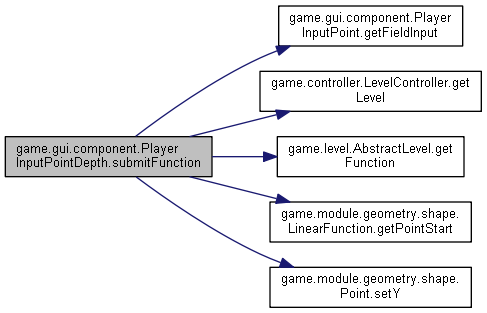 game.gui.component.Player
InputPoint.getFieldInput
game.controller.LevelController.get
Level
game.gui.component.Player
InputPointDepth.submitFunction
game.level.AbstractLevel.get
Function
game.module.geometry.shape.
LinearFunction.getPointStart
game.module.geometry.shape.
Point.setY